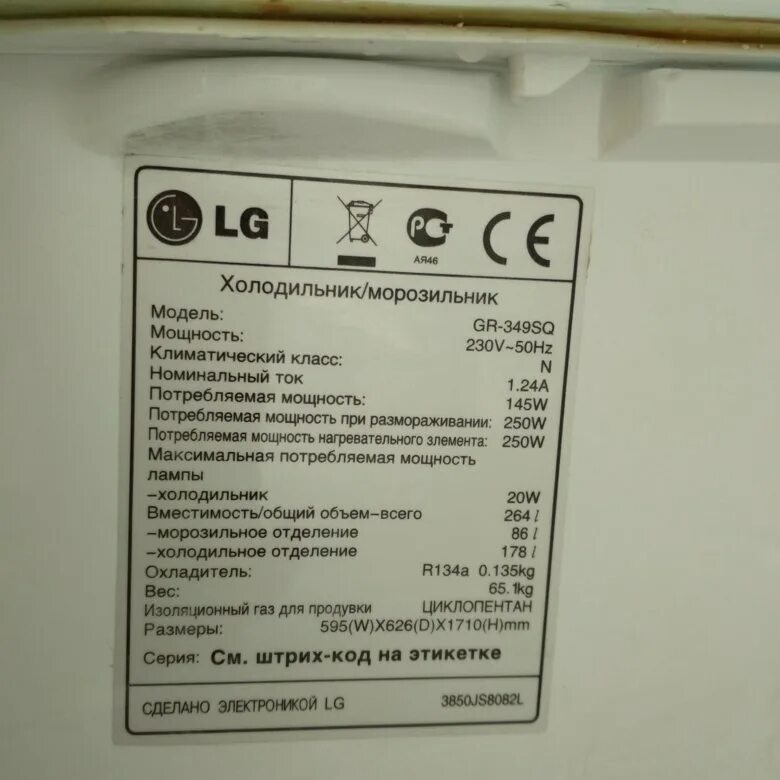 LG
РСТ
АЯ46
CE
Холодильник/морозильник
Модель: GR-349SQ
Мощность: 230V~50Hz
Климатический класс: N
Номинальный ток 1.24A
Потребляемая мощность: 145W
Потребляемая мощность при размораживании: 250W
Потребляемая мощность нагревательного элемента: 250W
Максимальная потребляемая мощность
лампы
–холодильник 20W
Вместимость/общий объем–всего 264 l
–морозильное отделение 86 l
–холодильное отделение 178 l
Охладитель: R134a 0.135kg
Вес: 65.1kg
Изоляционный газ для продувки ЦИКЛОПЕНТАН
Размеры: 595(W)X626(D)X1710(H)mm
Серия: См. штрих-код на этикетке
СДЕЛАНО ЭЛЕКТРОНИКОЙ LG 3850JS8082L